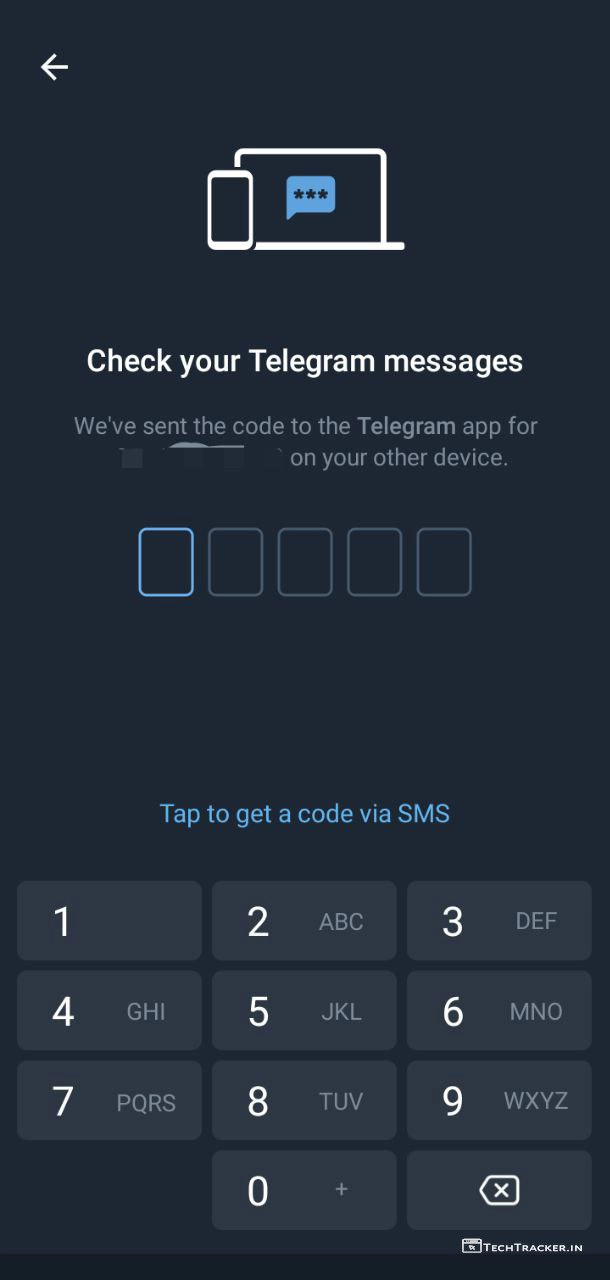 ***
Check your Telegram messages
We've sent the code to the Telegram app for
on your other device.
Tap to get a code via SMS
1
2 ABC
3 DEF
4 GHI
5 JKL
6 MNO
7 PQRS
8 TUV
9 WXYZ
0 +
TechTracker.in